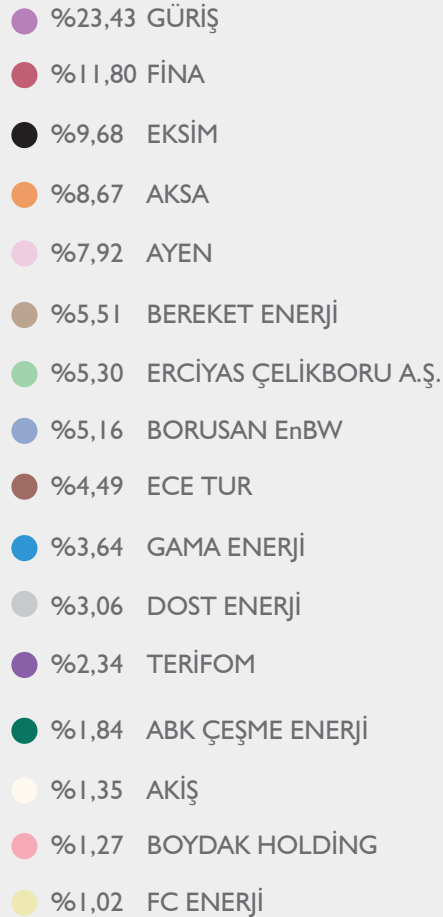 %23,43 GÜRİŞ
%11,80 FİNA
%9,68 EKSİM
%8,67 AKSA
%7,92 AYEN
%5,51 BEREKET ENERJİ
%5,30 ERCİYAS ÇELİKBORU A.Ş.
%5,16 BORUSAN EnBW
%4,49 ECE TUR
%3,64 GAMA ENERJİ
%3,06 DOST ENERJİ
%2,34 TERİFOM
%1,84 ABK ÇEŞME ENERJİ
%1,35 AKİŞ
%1,27 BOYDAK HOLDİNG
%1,02 FC ENERJİ